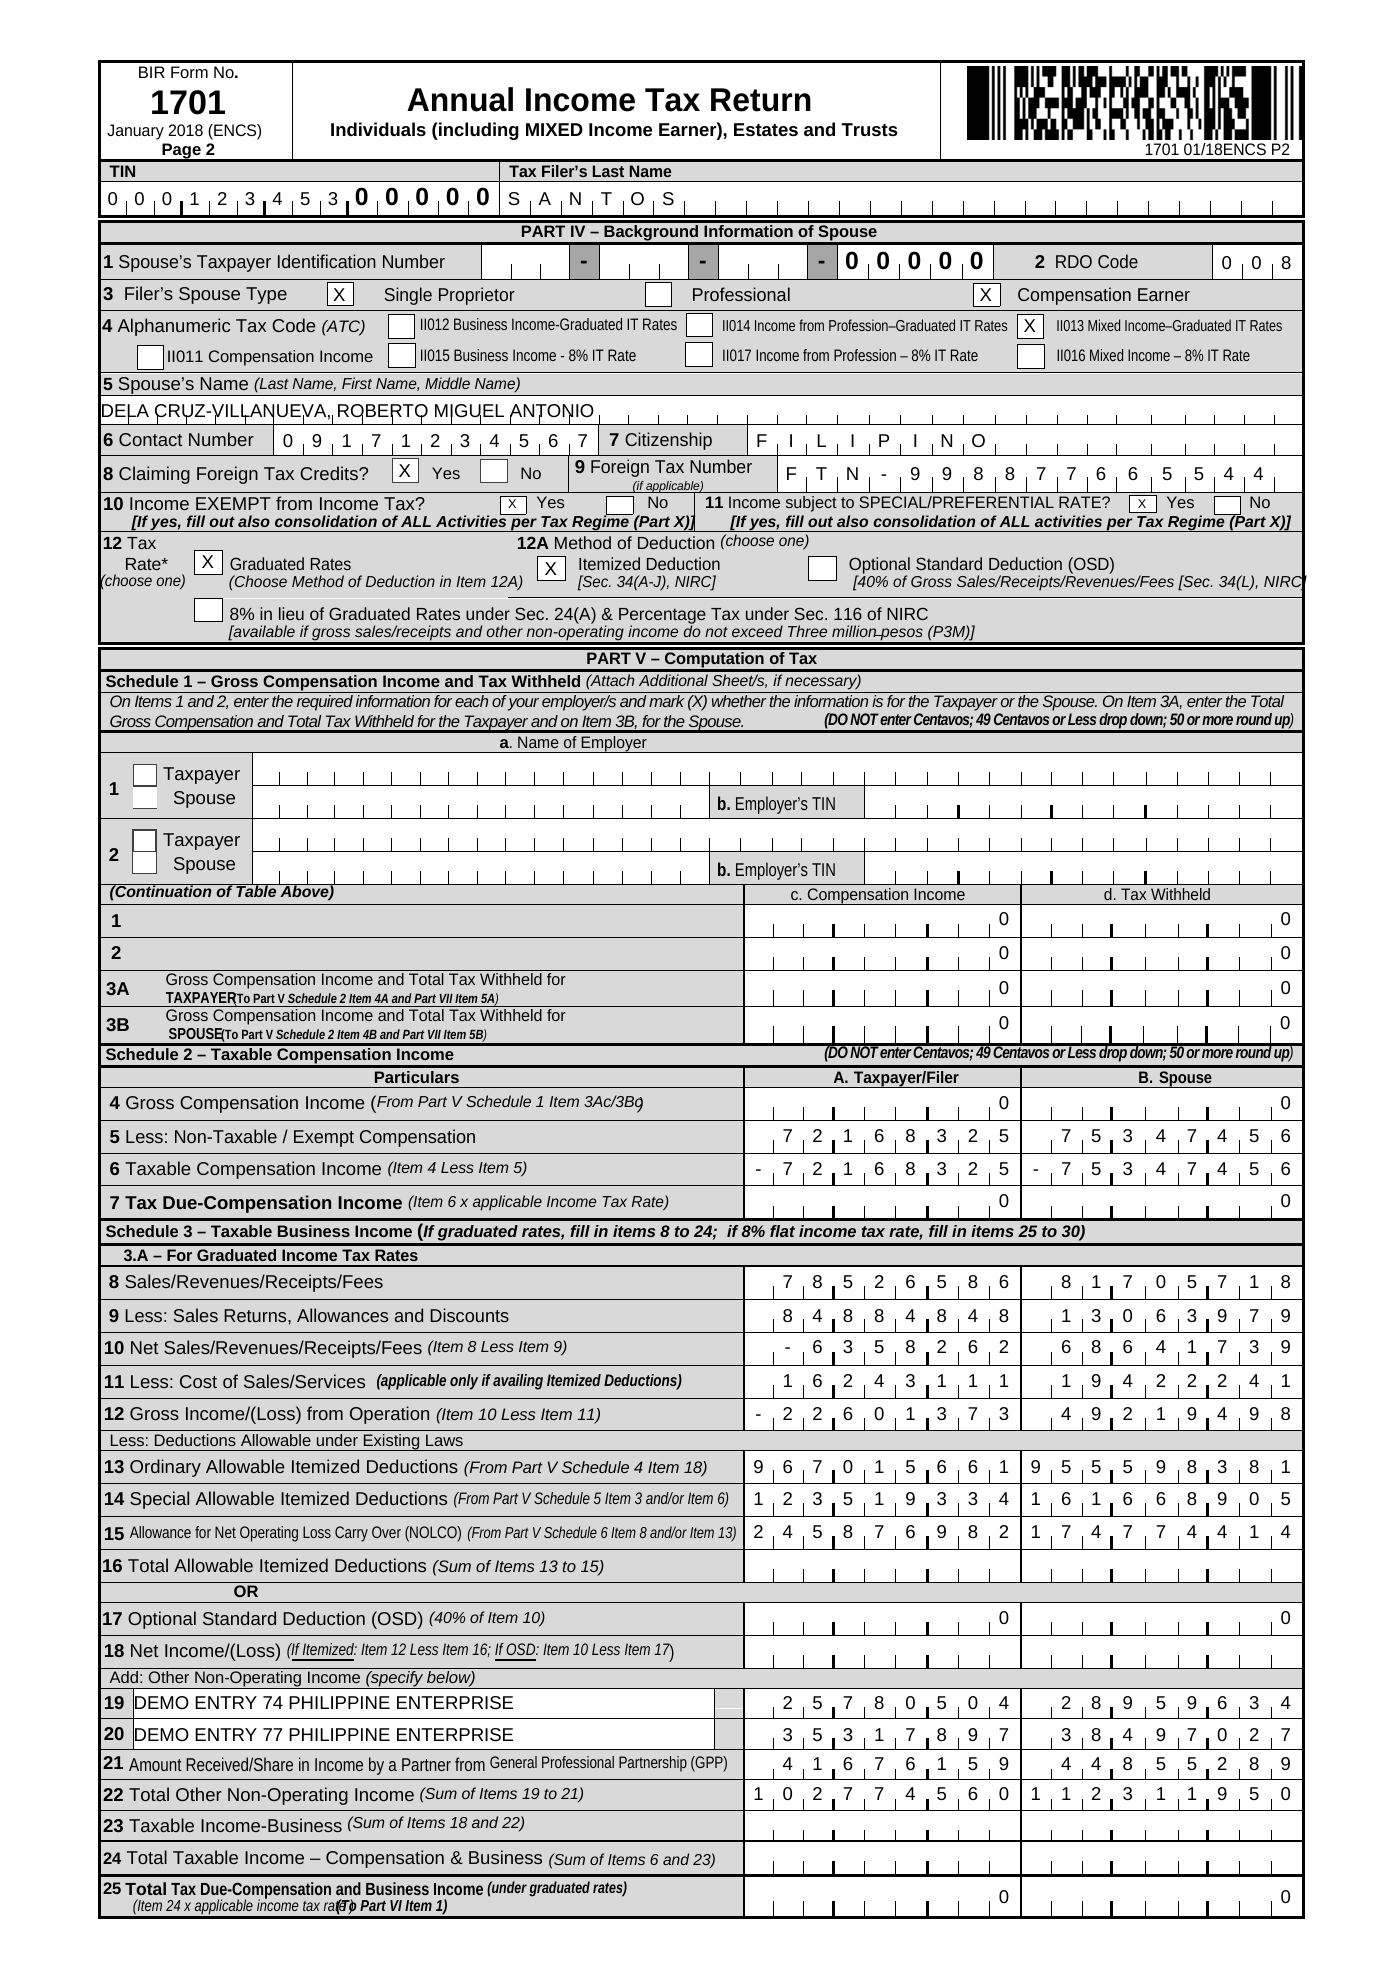 BIR Form No.
1701
January 2018 (ENCS)
Page 2
Annual Income Tax Return
Individuals (including MIXED Income Earner), Estates and Trusts
1701 01/18ENCS P2
TIN Tax Filer's Last Name
0 0 0 1 2 3 4 5 3 0 0 0 0 0 S A N T O S
PART IV – Background Information of Spouse
1 Spouse's Taxpayer Identification Number - - - 0 0 0 0 0 2 RDO Code 0 0 8
3 Filer's Spouse Type X Single Proprietor Professional X Compensation Earner
4 Alphanumeric Tax Code (ATC) II012 Business Income-Graduated IT Rates II014 Income from Profession–Graduated IT Rates X II013 Mixed Income–Graduated IT Rates
II011 Compensation Income II015 Business Income - 8% IT Rate II017 Income from Profession – 8% IT Rate II016 Mixed Income – 8% IT Rate
5 Spouse's Name (Last Name, First Name, Middle Name)
DELA CRUZ-VILLANUEVA, ROBERTO MIGUEL ANTONIO
6 Contact Number 0 9 1 7 1 2 3 4 5 6 7 7 Citizenship F I L I P I N O
8 Claiming Foreign Tax Credits? X Yes No 9 Foreign Tax Number F T N - 9 9 8 8 7 7 6 6 5 5 4 4
(if applicable)
10 Income EXEMPT from Income Tax? X Yes No 11 Income subject to SPECIAL/PREFERENTIAL RATE? X Yes No
[If yes, fill out also consolidation of ALL Activities per Tax Regime (Part X)] [If yes, fill out also consolidation of ALL activities per Tax Regime (Part X)]
12 Tax 12A Method of Deduction (choose one)
Rate* X Graduated Rates X Itemized Deduction Optional Standard Deduction (OSD)
(choose one) (Choose Method of Deduction in Item 12A) [Sec. 34(A-J), NIRC] [40% of Gross Sales/Receipts/Revenues/Fees [Sec. 34(L), NIRC]
8% in lieu of Graduated Rates under Sec. 24(A) & Percentage Tax under Sec. 116 of NIRC
[available if gross sales/receipts and other non-operating income do not exceed Three million pesos (P3M)]
PART V – Computation of Tax
Schedule 1 – Gross Compensation Income and Tax Withheld (Attach Additional Sheet/s, if necessary)
On Items 1 and 2, enter the required information for each of your employer/s and mark (X) whether the information is for the Taxpayer or the Spouse. On Item 3A, enter the Total
Gross Compensation and Total Tax Withheld for the Taxpayer and on Item 3B, for the Spouse. (DO NOT enter Centavos; 49 Centavos or Less drop down; 50 or more round up)
a. Name of Employer
1 Taxpayer
Spouse b. Employer's TIN
2 Taxpayer
Spouse b. Employer's TIN
(Continuation of Table Above) c. Compensation Income d. Tax Withheld
1 0 0
2 0 0
3A Gross Compensation Income and Total Tax Withheld for 0 0
TAXPAYER(To Part V Schedule 2 Item 4A and Part VII Item 5A)
3B Gross Compensation Income and Total Tax Withheld for 0 0
SPOUSE(To Part V Schedule 2 Item 4B and Part VII Item 5B)
Schedule 2 – Taxable Compensation Income (DO NOT enter Centavos; 49 Centavos or Less drop down; 50 or more round up)
Particulars A. Taxpayer/Filer B. Spouse
4 Gross Compensation Income (From Part V Schedule 1 Item 3Ac/3Bc) 0 0
5 Less: Non-Taxable / Exempt Compensation 7 2 1 6 8 3 2 5 7 5 3 4 7 4 5 6
6 Taxable Compensation Income (Item 4 Less Item 5) - 7 2 1 6 8 3 2 5 - 7 5 3 4 7 4 5 6
7 Tax Due-Compensation Income (Item 6 x applicable Income Tax Rate) 0 0
Schedule 3 – Taxable Business Income (If graduated rates, fill in items 8 to 24; if 8% flat income tax rate, fill in items 25 to 30)
3.A – For Graduated Income Tax Rates
8 Sales/Revenues/Receipts/Fees 7 8 5 2 6 5 8 6 8 1 7 0 5 7 1 8
9 Less: Sales Returns, Allowances and Discounts 8 4 8 8 4 8 4 8 1 3 0 6 3 9 7 9
10 Net Sales/Revenues/Receipts/Fees (Item 8 Less Item 9) - 6 3 5 8 2 6 2 6 8 6 4 1 7 3 9
11 Less: Cost of Sales/Services (applicable only if availing Itemized Deductions) 1 6 2 4 3 1 1 1 1 9 4 2 2 2 4 1
12 Gross Income/(Loss) from Operation (Item 10 Less Item 11) - 2 2 6 0 1 3 7 3 4 9 2 1 9 4 9 8
Less: Deductions Allowable under Existing Laws
13 Ordinary Allowable Itemized Deductions (From Part V Schedule 4 Item 18) 9 6 7 0 1 5 6 6 1 9 5 5 5 9 8 3 8 1
14 Special Allowable Itemized Deductions (From Part V Schedule 5 Item 3 and/or Item 6) 1 2 3 5 1 9 3 3 4 1 6 1 6 6 8 9 0 5
15 Allowance for Net Operating Loss Carry Over (NOLCO) (From Part V Schedule 6 Item 8 and/or Item 13) 2 4 5 8 7 6 9 8 2 1 7 4 7 7 4 4 1 4
16 Total Allowable Itemized Deductions (Sum of Items 13 to 15)
OR
17 Optional Standard Deduction (OSD) (40% of Item 10) 0 0
18 Net Income/(Loss) (If Itemized: Item 12 Less Item 16; If OSD: Item 10 Less Item 17)
Add: Other Non-Operating Income (specify below)
19 DEMO ENTRY 74 PHILIPPINE ENTERPRISE 2 5 7 8 0 5 0 4 2 8 9 5 9 6 3 4
20 DEMO ENTRY 77 PHILIPPINE ENTERPRISE 3 5 3 1 7 8 9 7 3 8 4 9 7 0 2 7
21 Amount Received/Share in Income by a Partner from General Professional Partnership (GPP) 4 1 6 7 6 1 5 9 4 4 8 5 5 2 8 9
22 Total Other Non-Operating Income (Sum of Items 19 to 21) 1 0 2 7 7 4 5 6 0 1 1 2 3 1 1 9 5 0
23 Taxable Income-Business (Sum of Items 18 and 22)
24 Total Taxable Income – Compensation & Business (Sum of Items 6 and 23)
25 Total Tax Due-Compensation and Business Income (under graduated rates) 0 0
(Item 24 x applicable income tax rate) (To Part VI Item 1)